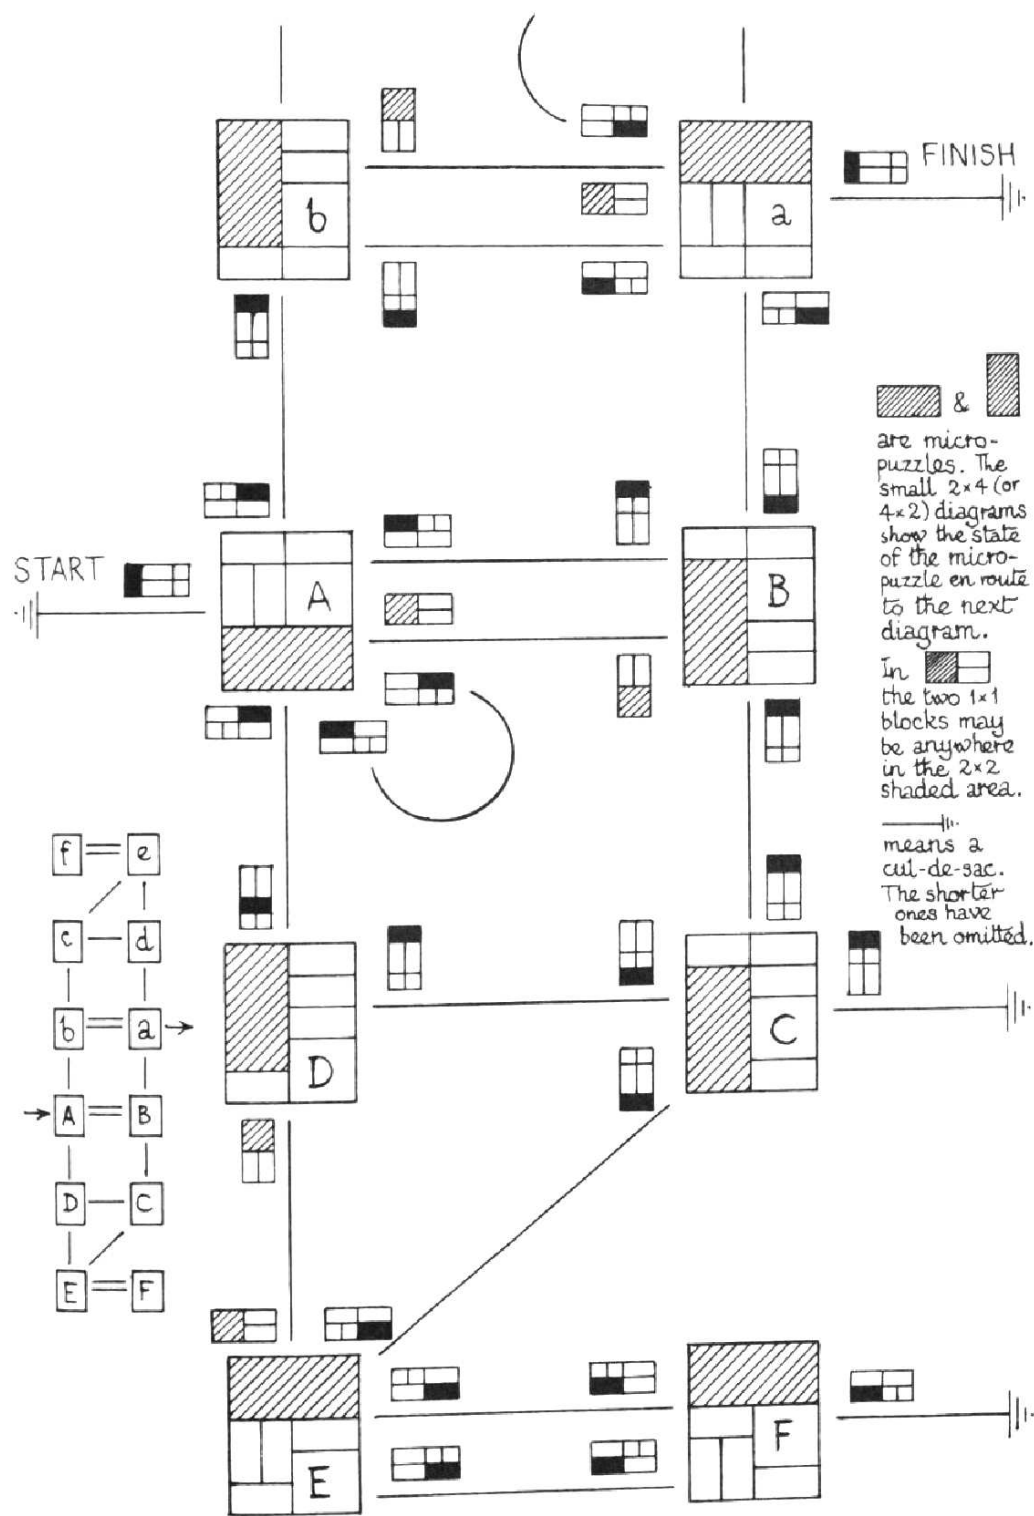 b
a
FINISH
START
A
B
&
are micro-
puzzles. The
small 2×4 (or
4×2) diagrams
show the state
of the micro-
puzzle en route
to the next
diagram.
In
the two 1×1
blocks may
be anywhere
in the 2×2
shaded area.
means a
cul-de-sac.
The shorter
ones have
been omitted.
f e
c d
b a
A B
D C
E F
D
C
E
F